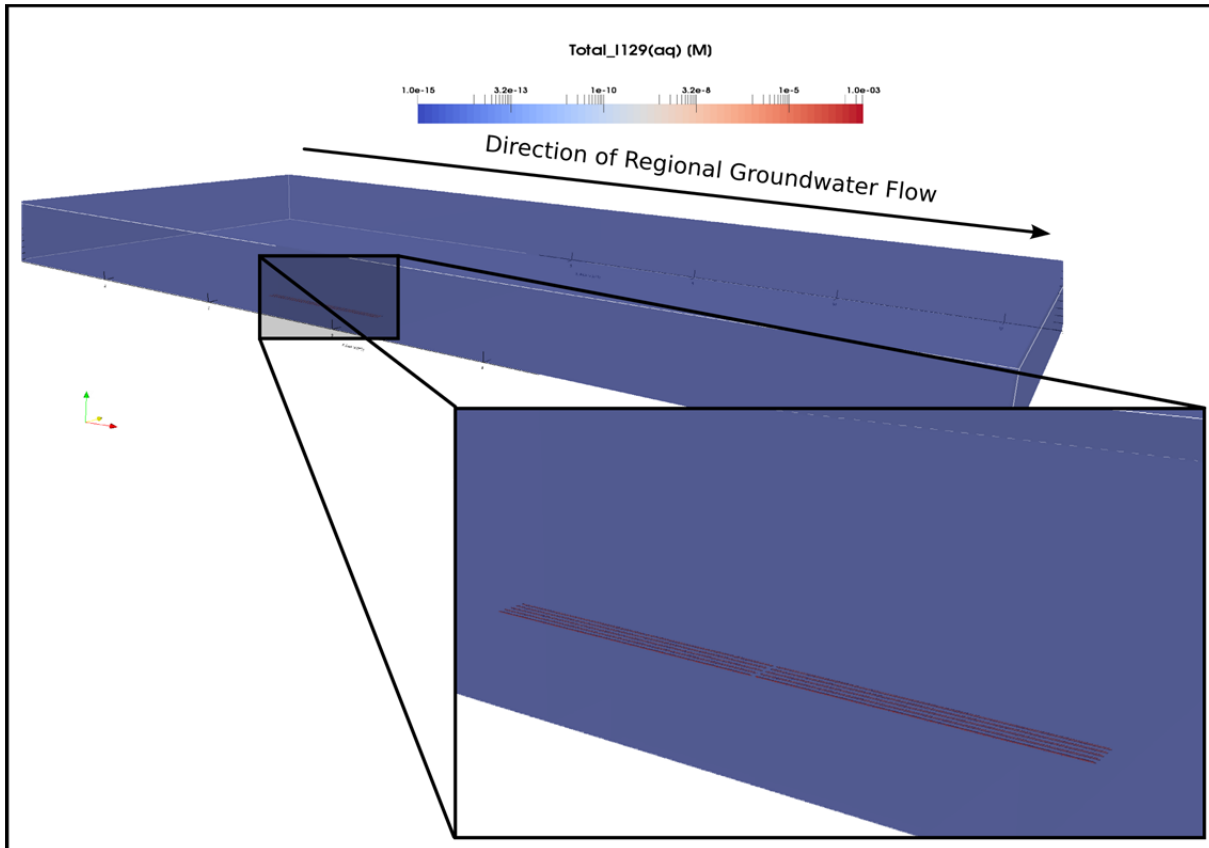 Total_I129(aq) [M]
1.0e-15 3.2e-13 1e-10 3.2e-8 1e-5 1.0e-03
Direction of Regional Groundwater Flow